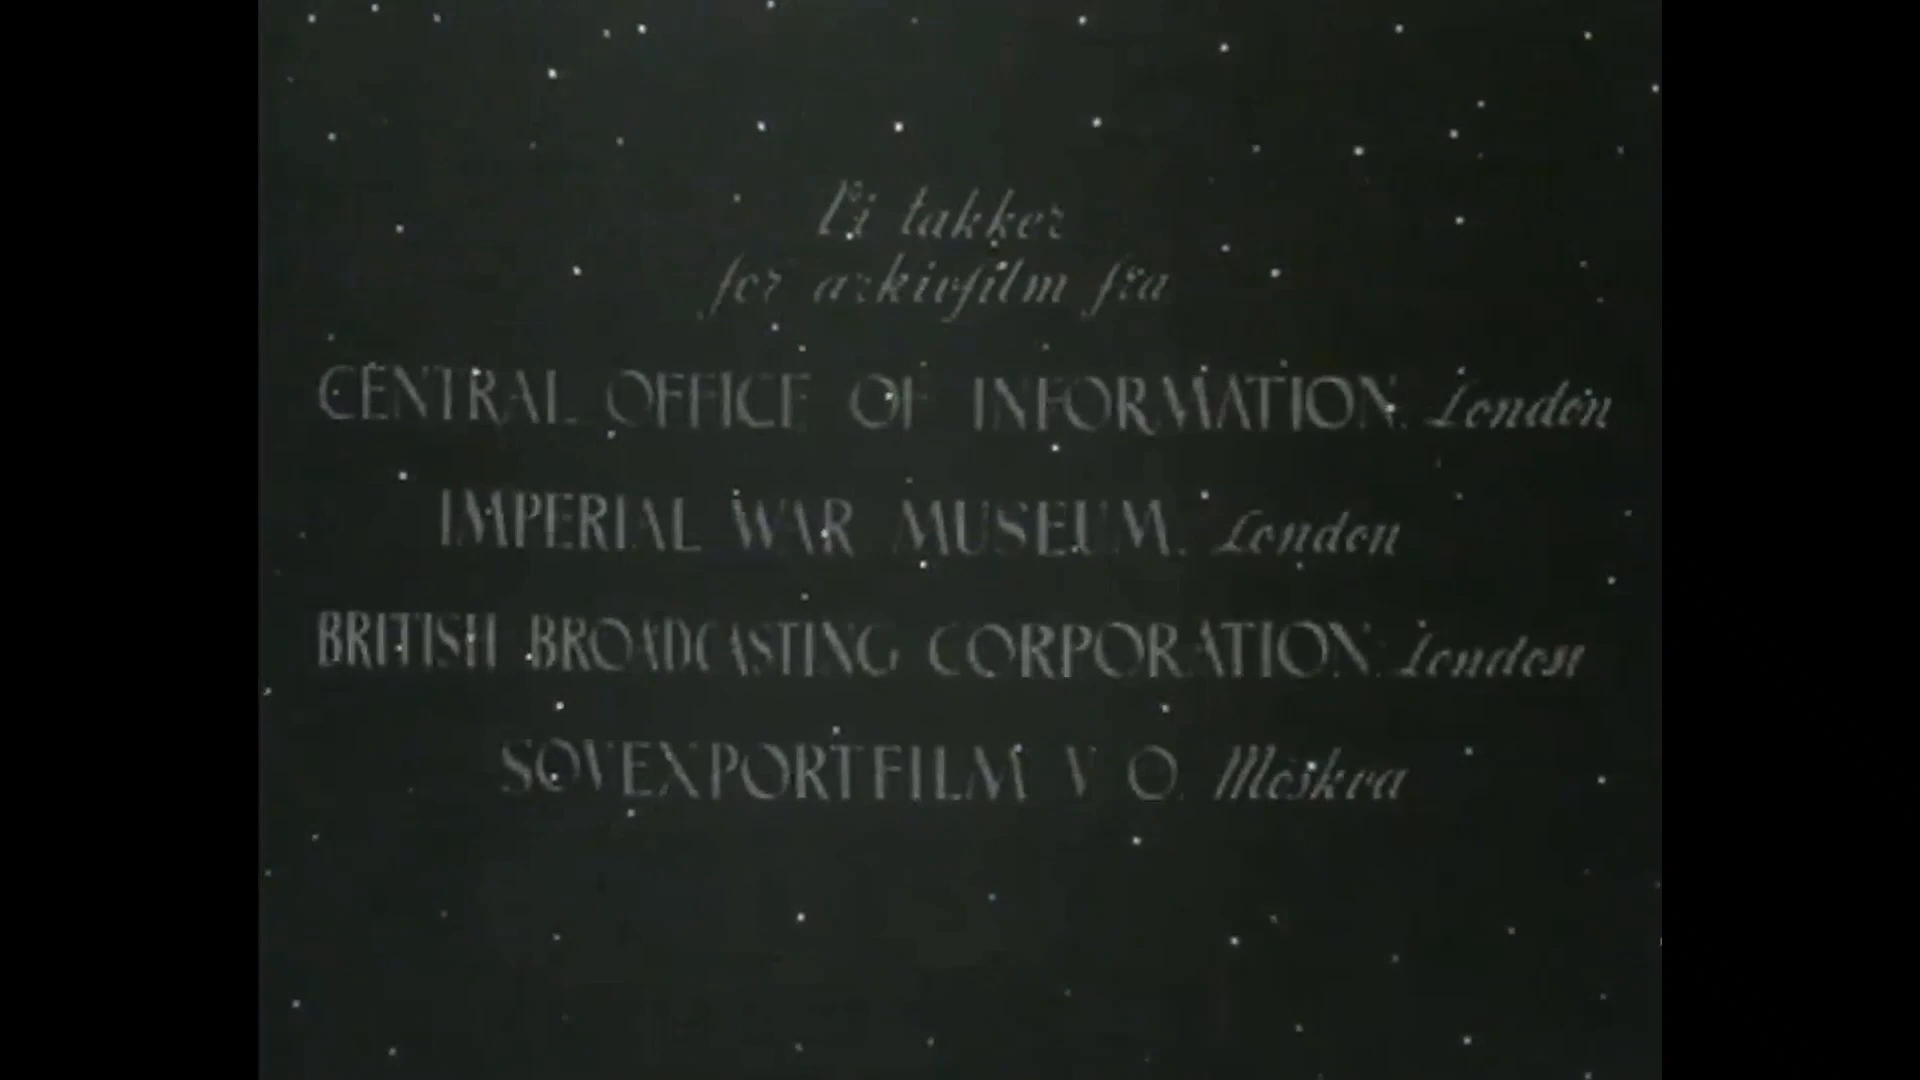 Vi takker
for arkivfilm fra
CENTRAL OFFICE OF INFORMATION, London
IMPERIAL WAR MUSEUM, London
BRITISH BROADCASTING CORPORATION, London
SOVEXPORTFILM V O, Moskva